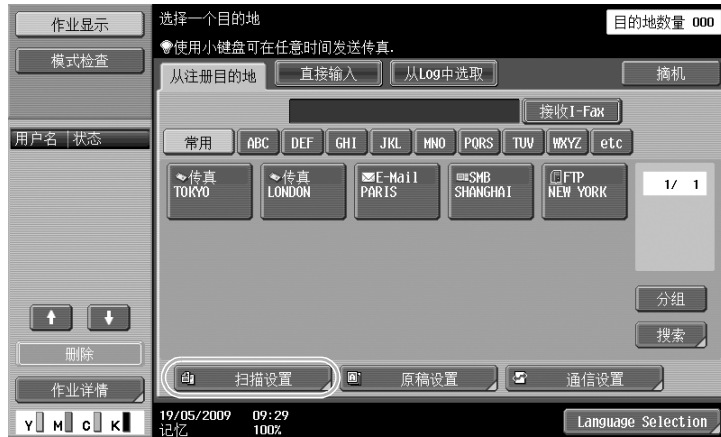 作业显示
模式检查
用户名 状态
删除
作业详情
Y M C K
选择一个目的地
目的地数量 000
使用小键盘可在任意时间发送传真.
从注册目的地 直接输入 从Log中选取 摘机
接收I-Fax
常用 ABC DEF GHI JKL MNO PQRS TUV WXYZ etc
传真 TOKYO
传真 LONDON
E-Mail PARIS
SMB SHANGHAI
FTP NEW YORK
1/ 1
分组
搜索
扫描设置 原稿设置 通信设置
19/05/2009 09:29
记忆 100%
Language Selection